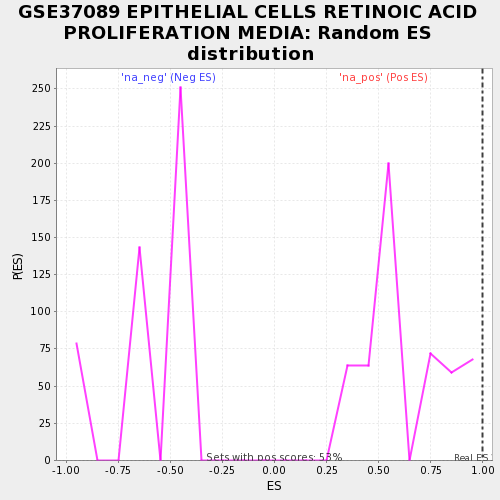 GSE37089 EPITHELIAL CELLS RETINOIC ACID
PROLIFERATION MEDIA: Random ES
distribution
'na_neg' (Neg ES)
'na_pos' (Pos ES)
250
225
200
175
150
125
100
75
50
25
0
P(ES)
Sets with pos scores: 53%
Real ES
-1.00
-0.75
-0.50
-0.25
0.00
0.25
0.50
0.75
1.00
ES